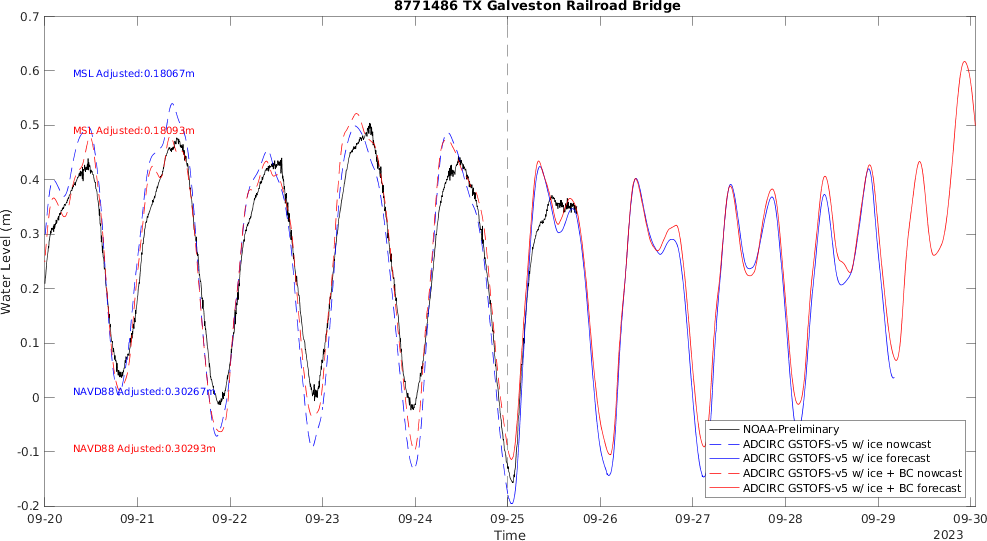 8771486 TX Galveston Railroad Bridge
0.7
0.6
0.5
0.4
0.3
0.2
0.1
0
-0.1
-0.2
Water Level (m)
MSL Adjusted:0.18067m
MSL Adjusted:0.18093m
NAVD88 Adjusted:0.30267m
NAVD88 Adjusted:0.30293m
NOAA-Preliminary
ADCIRC GSTOFS-v5 w/ ice nowcast
ADCIRC GSTOFS-v5 w/ ice forecast
ADCIRC GSTOFS-v5 w/ ice + BC nowcast
ADCIRC GSTOFS-v5 w/ ice + BC forecast
09-20 09-21 09-22 09-23 09-24 09-25 09-26 09-27 09-28 09-29 09-30
Time
2023